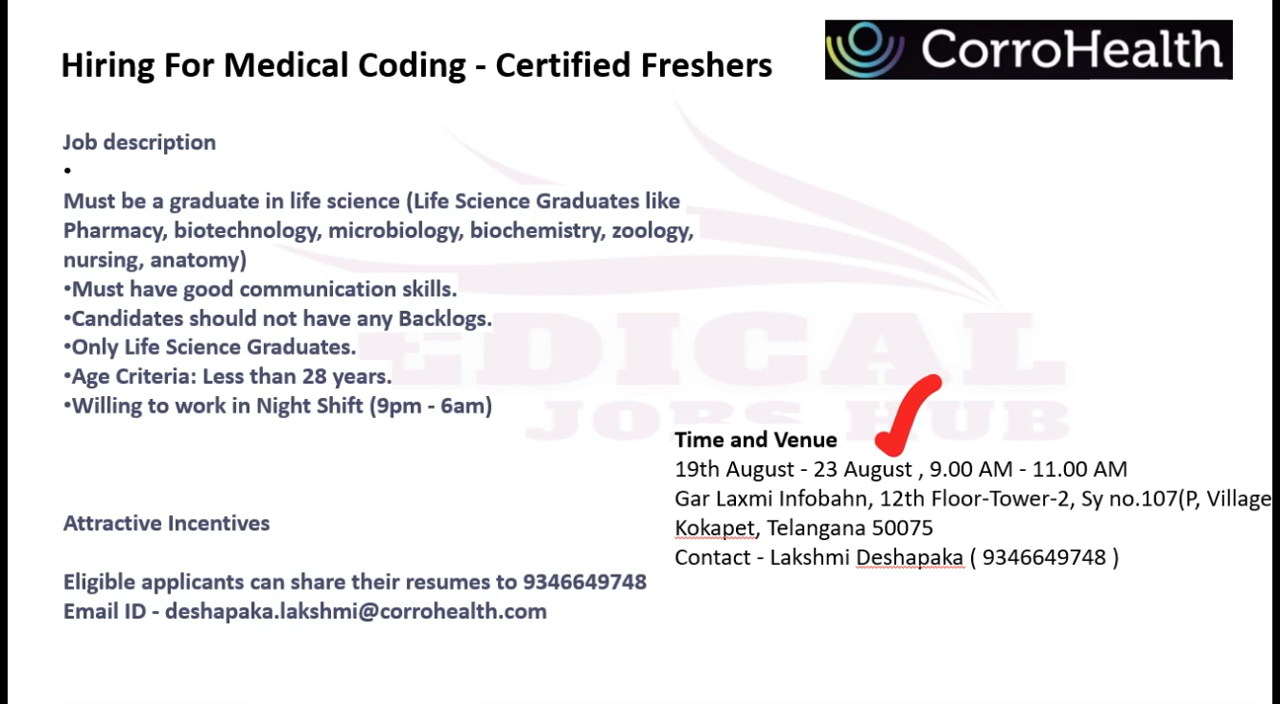 Hiring For Medical Coding - Certified Freshers
CorroHealth
Job description
•
Must be a graduate in life science (Life Science Graduates like
Pharmacy, biotechnology, microbiology, biochemistry, zoology,
nursing, anatomy)
•Must have good communication skills.
•Candidates should not have any Backlogs.
•Only Life Science Graduates.
•Age Criteria: Less than 28 years.
•Willing to work in Night Shift (9pm - 6am)
EDICAL
JOBS HUB
Time and Venue
19th August - 23 August , 9.00 AM - 11.00 AM
Gar Laxmi Infobahn, 12th Floor-Tower-2, Sy no.107(P, Village
Kokapet, Telangana 50075
Contact - Lakshmi Deshapaka ( 9346649748 )
Attractive Incentives
Eligible applicants can share their resumes to 9346649748
Email ID - deshapaka.lakshmi@corrohealth.com